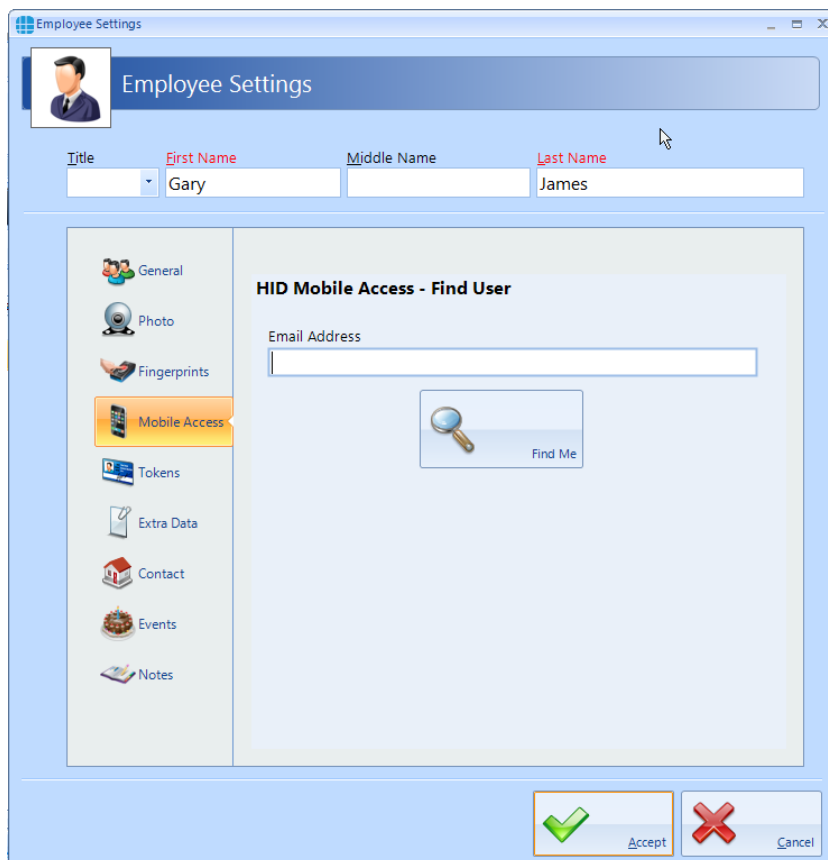 Employee Settings
Employee Settings
Title First Name Middle Name Last Name
Gary James
General
HID Mobile Access - Find User
Photo
Email Address
Fingerprints
Mobile Access
Find Me
Tokens
Extra Data
Contact
Events
Notes
Accept Cancel